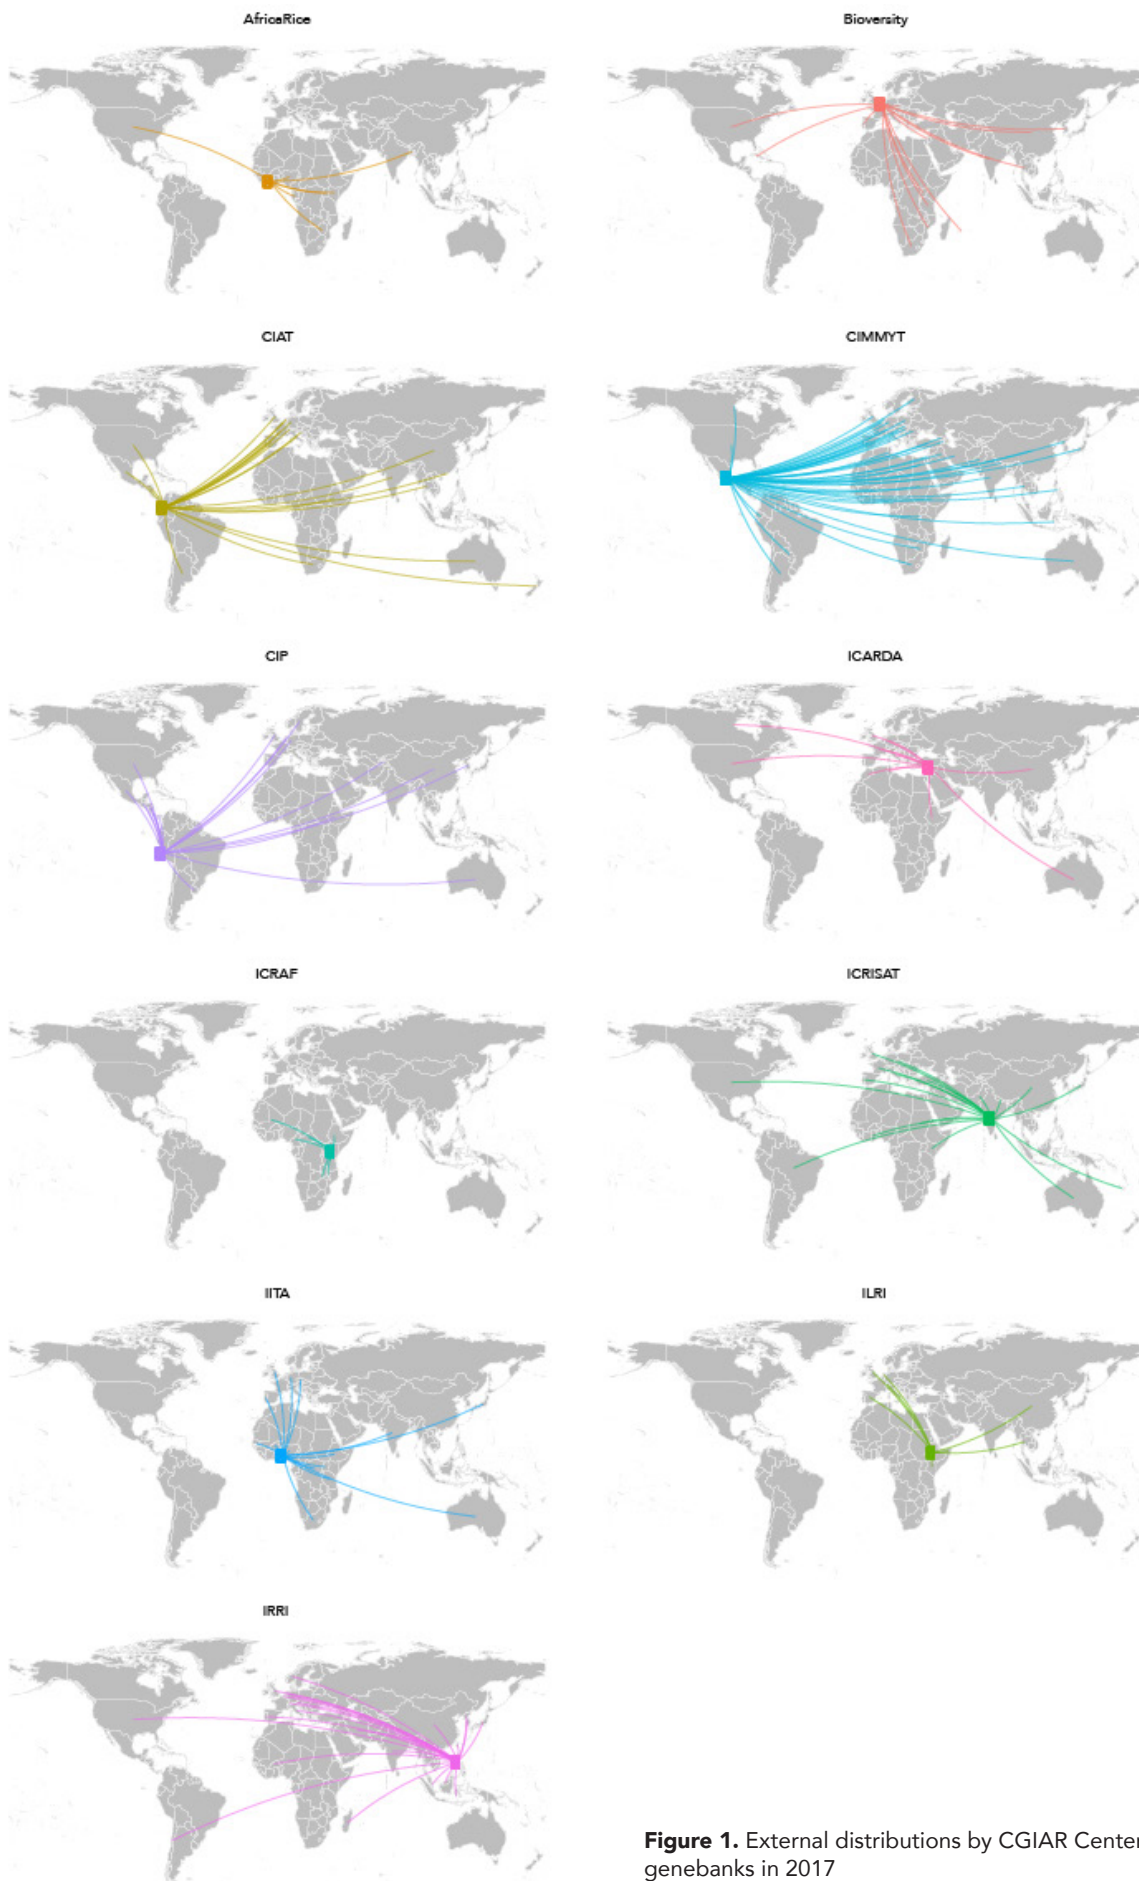 AfricaRice
Bioversity
CIAT
CIMMYT
CIP
ICARDA
ICRAF
ICRISAT
IITA
ILRI
IRRI
Figure 1. External distributions by CGIAR Center
genebanks in 2017